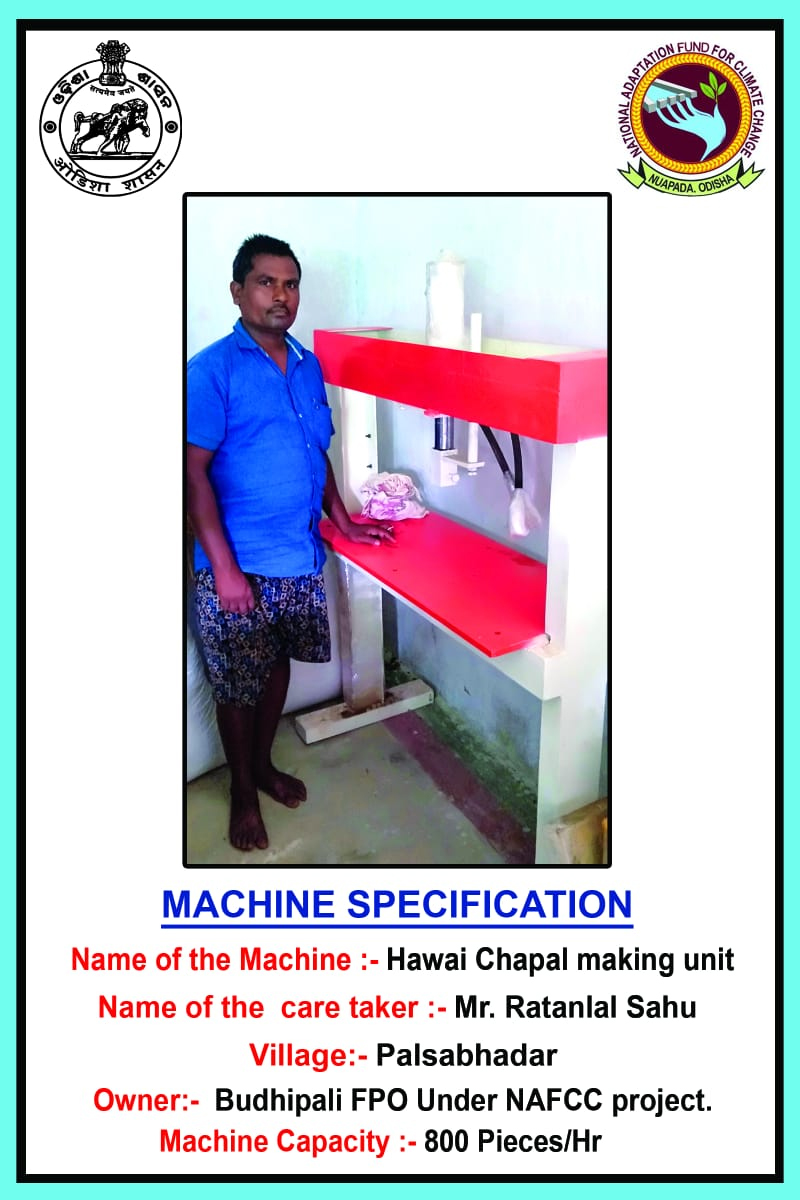 ଓଡ଼ିଶା ଶାସନ
सत्यमेव जयते
ओडिशा शासन
NATIONAL ADAPTATION FUND FOR CLIMATE CHANGE
NUAPADA. ODISHA
MACHINE SPECIFICATION
Name of the Machine :- Hawai Chapal making unit
Name of the care taker :- Mr. Ratanlal Sahu
Village:- Palsabhadar
Owner:- Budhipali FPO Under NAFCC project.
Machine Capacity :- 800 Pieces/Hr